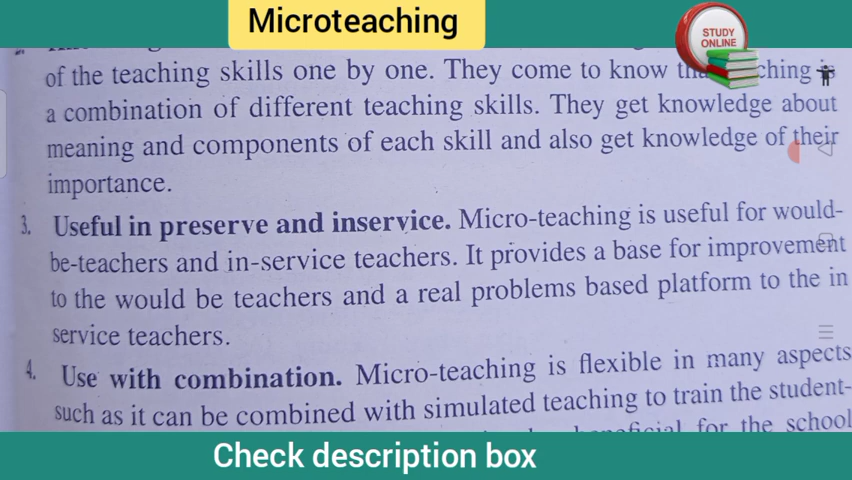 Microteaching
STUDY
ONLINE
of the teaching skills one by one. They come to know
a combination of different teaching skills. They get knowledge about
meaning and components of each skill and also get knowledge of their
importance.
3. Useful in preserve and inservice. Micro-teaching is useful for would-
be-teachers and in-service teachers. It provides a base for improvement
to the would be teachers and a real problems based platform to the in
service teachers.
4. Use with combination. Micro-teaching is flexible in many aspects
such as it can be combined with simulated teaching to train the student-
for the school
Check description box